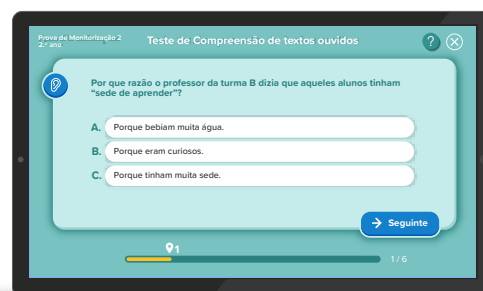 Prova de Monitorização 2
2.º ano
Teste de Compreensão de textos ouvidos
?
Por que razão o professor da turma B dizia que aqueles alunos tinham
“sede de aprender”?
A. Porque bebiam muita água.
B. Porque eram curiosos.
C. Porque tinham muita sede.
Seguinte
1
1 / 6